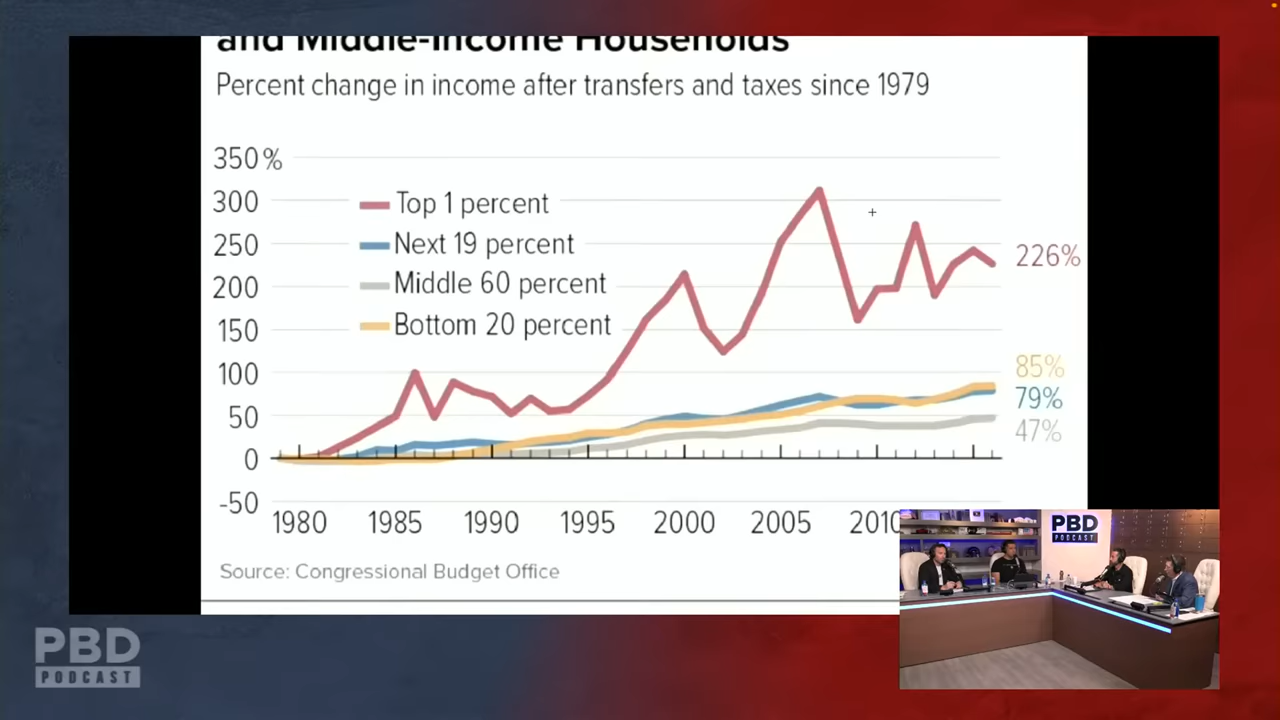 and Middle-Income Households
Percent change in income after transfers and taxes since 1979
350%
300
250
200
150
100
50
0
-50
Top 1 percent
Next 19 percent
Middle 60 percent
Bottom 20 percent
226%
85%
79%
47%
1980 1985 1990 1995 2000 2005 2010
Source: Congressional Budget Office
PBD
PODCAST
PBD
PODCAST